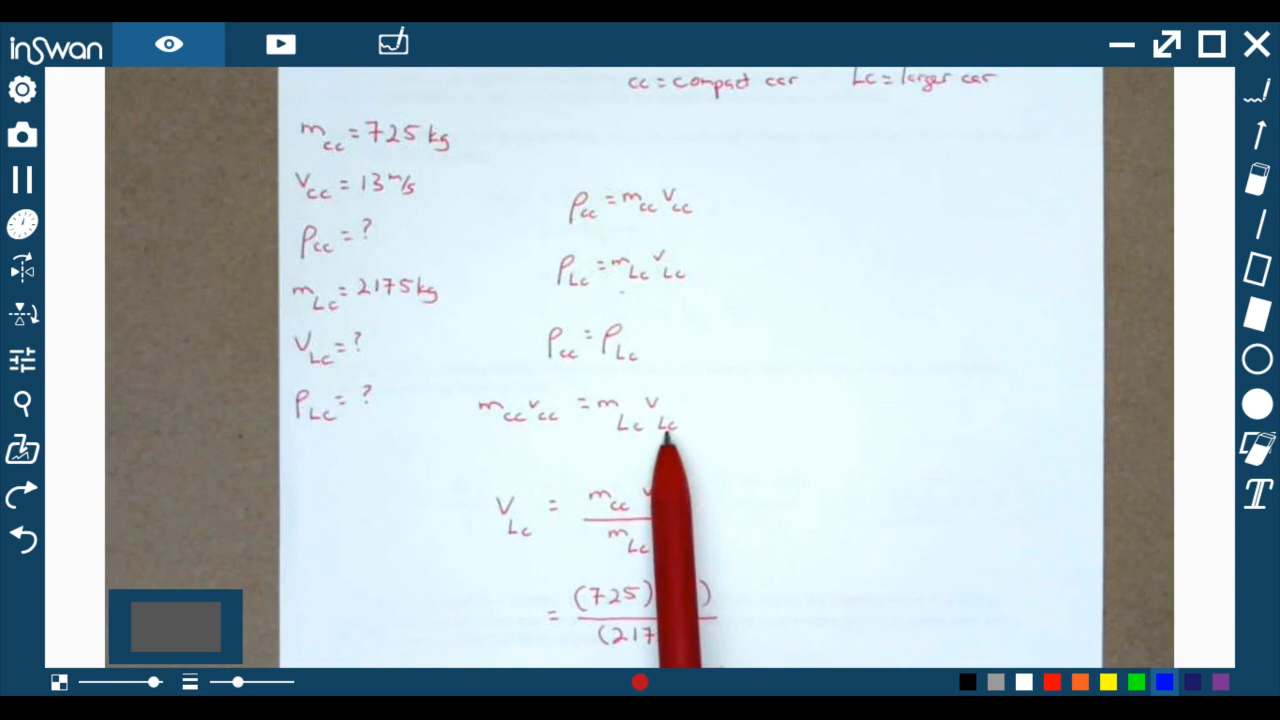 inSwan
cc = compact car Lc = larger car
m_cc = 725 kg
v_cc = 13 m/s
p_cc = ?
m_Lc = 2175 kg
v_Lc = ?
p_Lc = ?
p_cc = m_cc v_cc
p_Lc = m_Lc v_Lc
p_cc = p_Lc
m_cc v_cc = m_Lc v_Lc
v_Lc = m_cc v / m_Lc
= (725) ) / (217
T